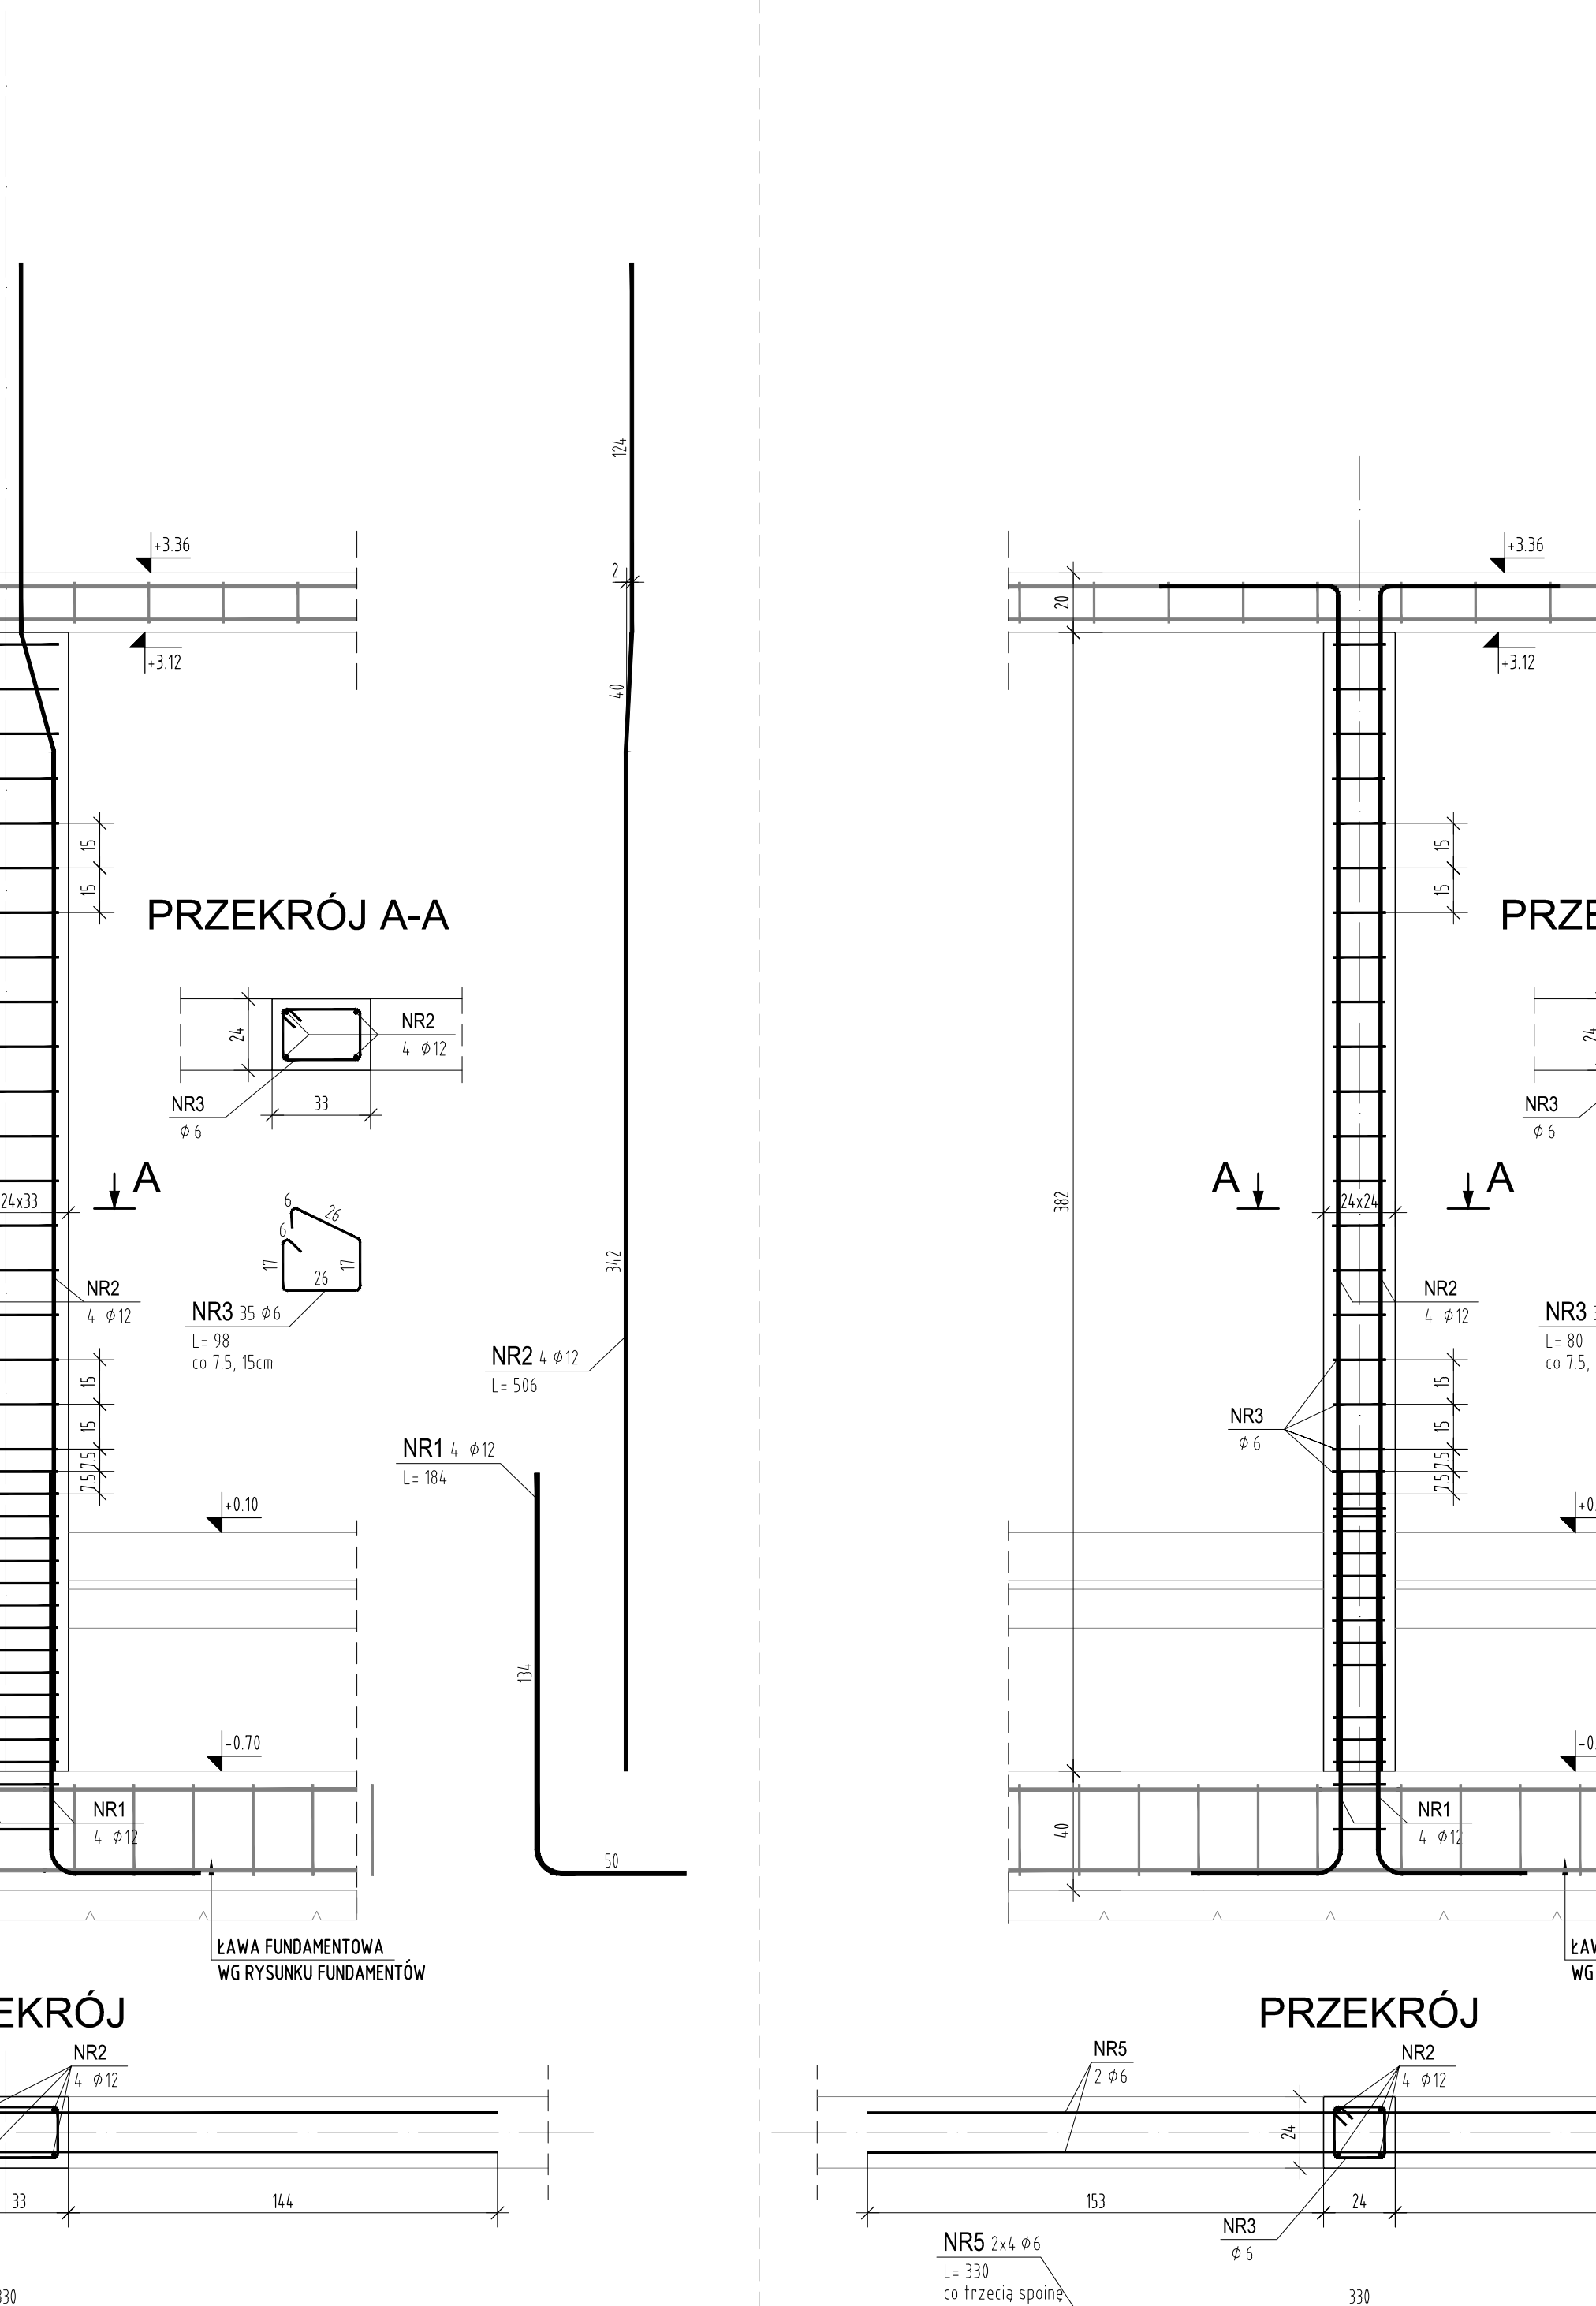 124
+3.36
2
+3.12
40
15
15
PRZEKRÓJ A-A
24
NR2
4 ϕ12
NR3
ϕ6
33
A
24x33
6
26
6
17
17
26
NR2
4 ϕ12
NR3 35 ϕ6
L= 98
co 7.5, 15cm
342
NR2 4 ϕ12
L= 506
15
15
7.5
7.5
NR1 4 ϕ12
L= 184
+0.10
134
-0.70
NR1
4 ϕ12
50
ŁAWA FUNDAMENTOWA
WG RYSUNKU FUNDAMENTÓW
EKRÓJ
NR2
4 ϕ12
33
144
330
+3.36
20
+3.12
15
15
PRZE
24
NR3
ϕ6
A
A
382
24x24
NR2
4 ϕ12
NR3
L= 80
co 7.5,
15
15
7.5
7.5
NR3
ϕ6
+0.
-0.
40
NR1
4 ϕ12
ŁAW
WG
PRZEKRÓJ
NR5
2 ϕ6
NR2
4 ϕ12
24
153
24
NR3
ϕ6
NR5 2x4 ϕ6
L= 330
co trzecią spoinę
330